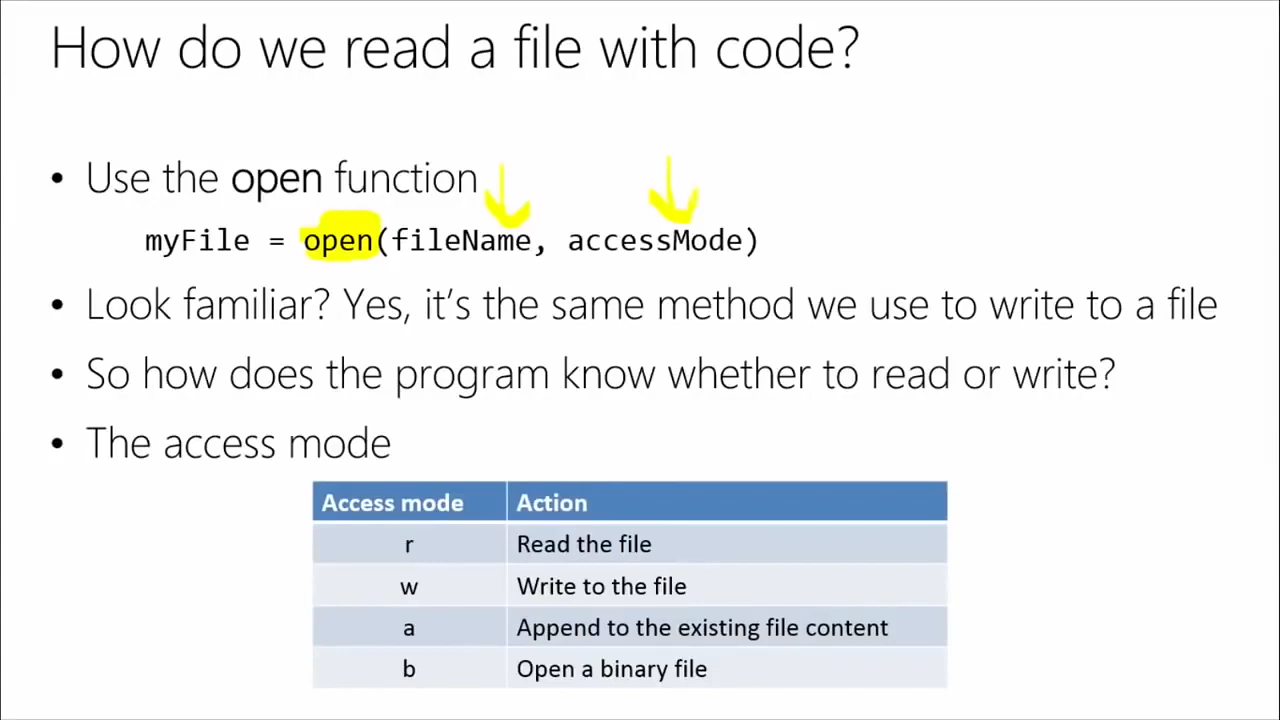 How do we read a file with code?
• Use the open function
myFile = open(fileName, accessMode)
• Look familiar? Yes, it's the same method we use to write to a file
• So how does the program know whether to read or write?
• The access mode
Access mode Action
r Read the file
w Write to the file
a Append to the existing file content
b Open a binary file